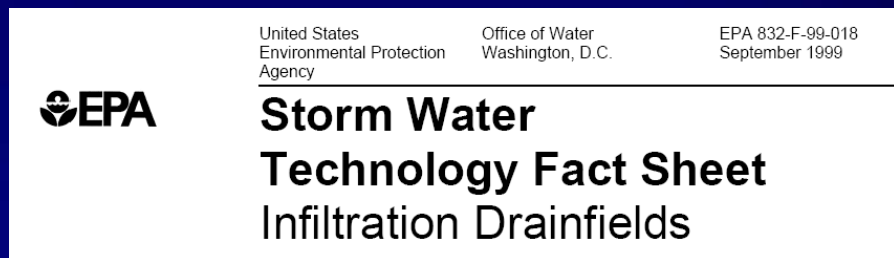 United States
Environmental Protection
Agency
Office of Water
Washington, D.C.
EPA 832-F-99-018
September 1999
EPA
Storm Water
Technology Fact Sheet
Infiltration Drainfields